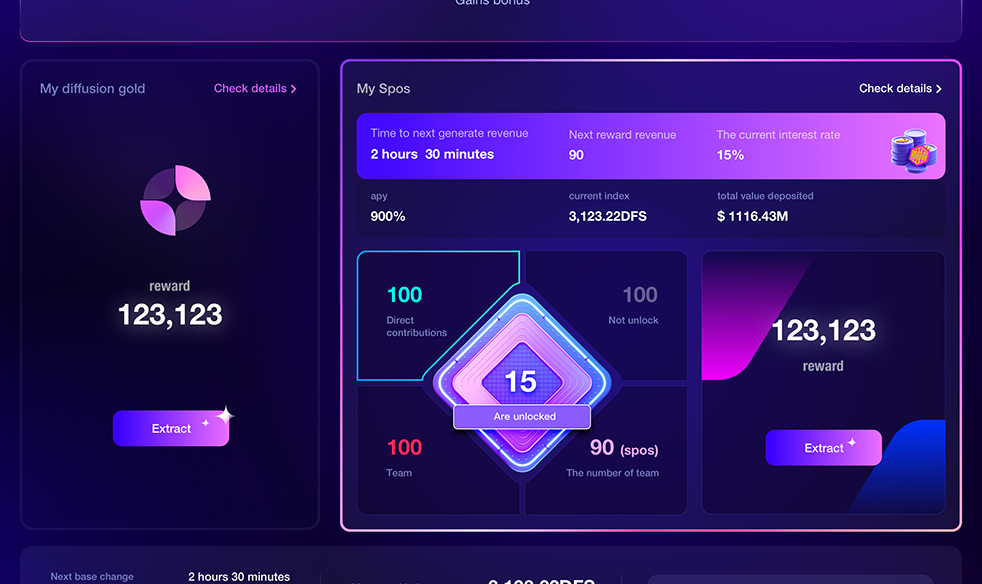 Gains bonus
My diffusion gold
Check details
reward
123,123
Extract
My Spos
Check details
Time to next generate revenue
2 hours 30 minutes
Next reward revenue
90
The current interest rate
15%
apy
900%
current index
3,123.22DFS
total value deposited
$ 1116.43M
100
Direct
contributions
100
Not unlock
15
Are unlocked
100
Team
90 (spos)
The number of team
123,123
reward
Extract
Next base change
2 hours 30 minutes